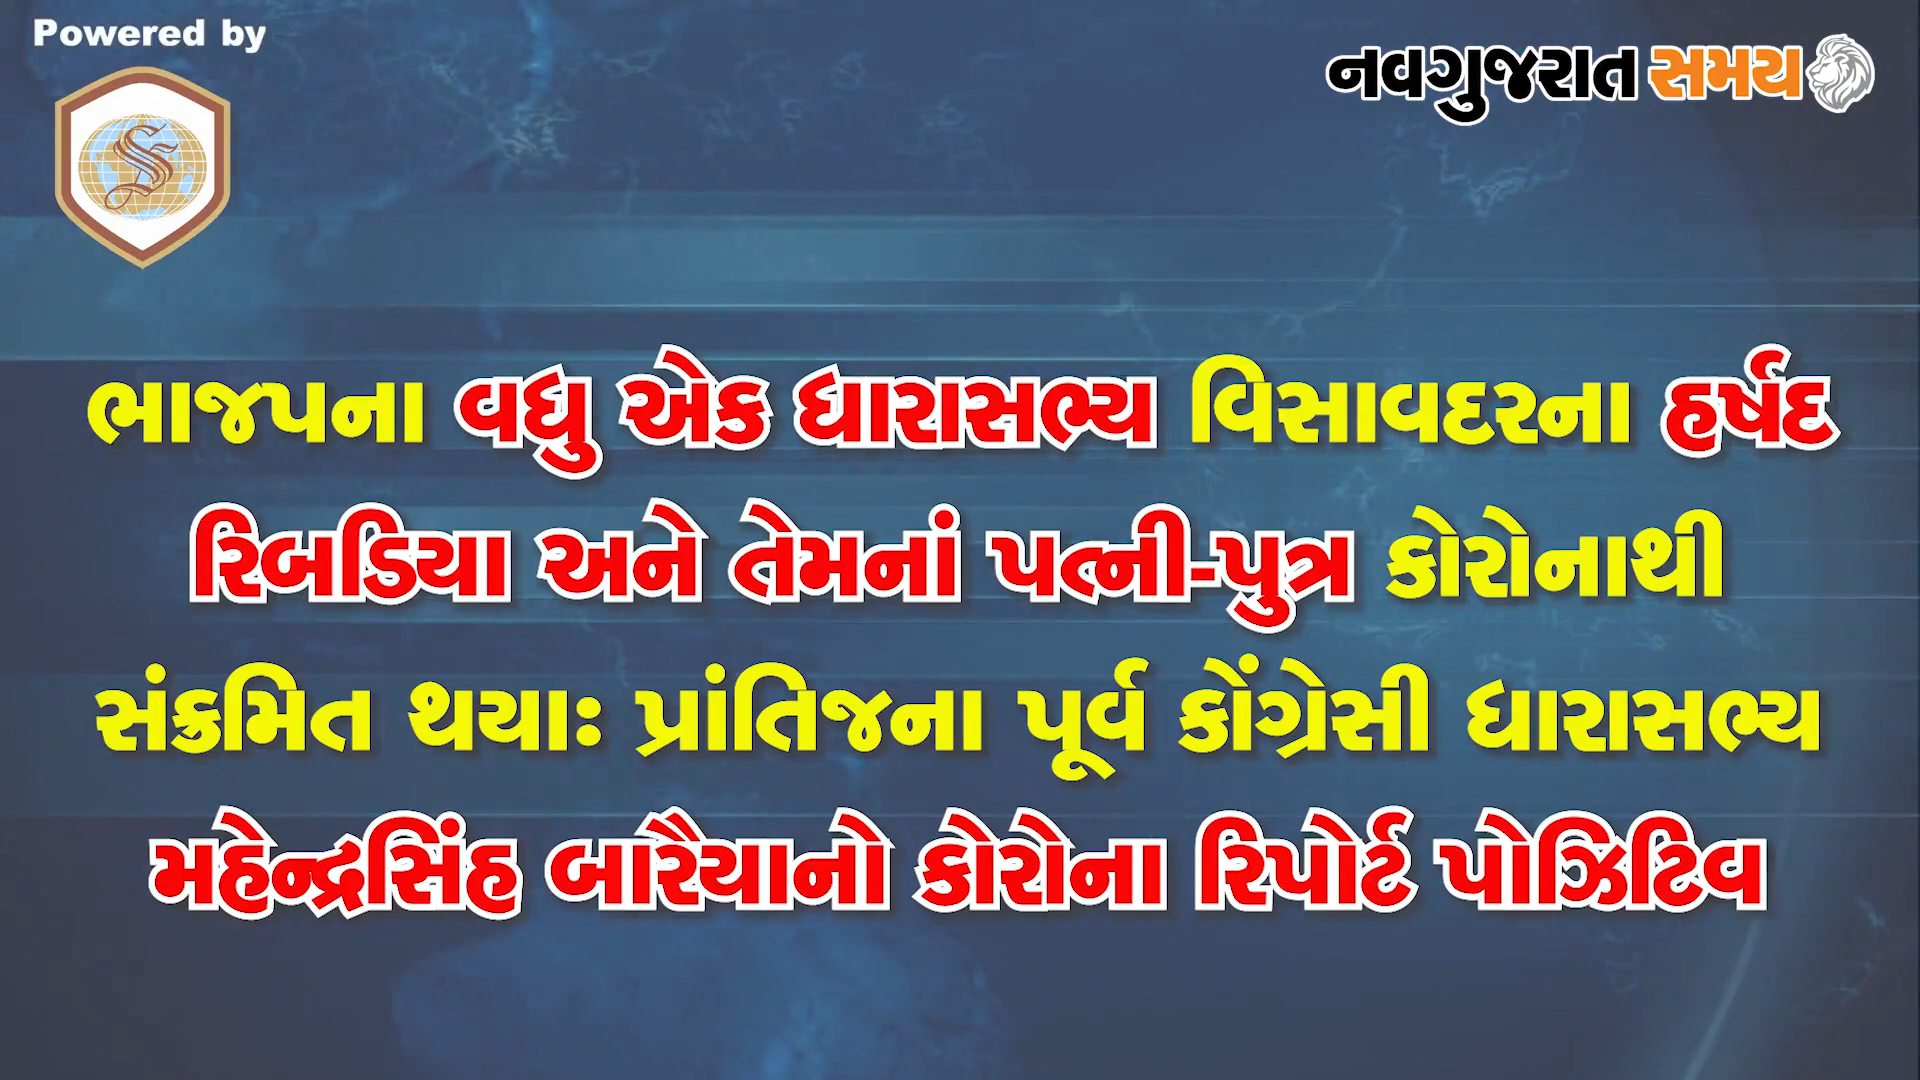 Powered by
નવગુજરાત સમય
S
ભાજપના વધુ એક ધારાસભ્ય વિસાવદરના હર્ષદ
રિબડિયા અને તેમનાં પત્ની-પુત્ર કોરોનાથી
સંક્રમિત થયાઃ પ્રાંતિજના પૂર્વ કોંગ્રેસી ધારાસભ્ય
મહેન્દ્રસિંહ બારૈયાનો કોરોના રિપોર્ટ પોઝિટિવ